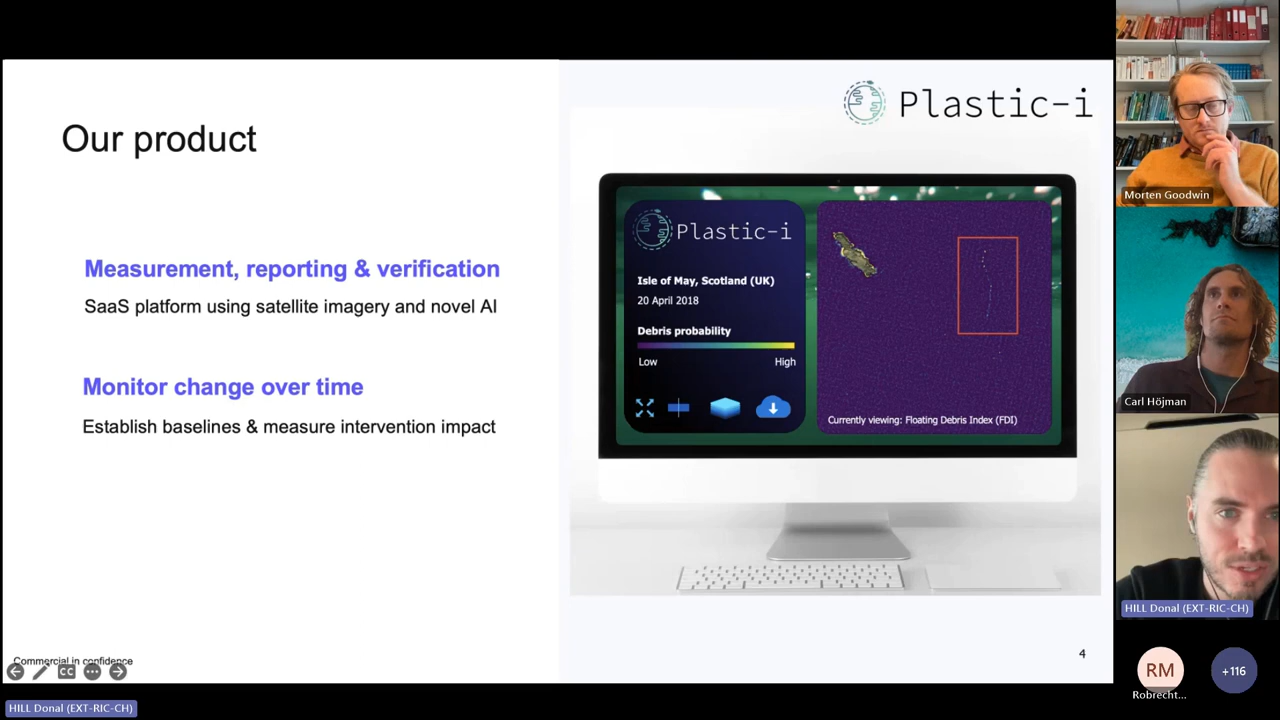 Our product
Measurement, reporting & verification
SaaS platform using satellite imagery and novel AI
Monitor change over time
Establish baselines & measure intervention impact
Commercial in confidence
CC
HILL Donal (EXT-RIC-CH)
Plastic-i
Plastic-i
Isle of May, Scotland (UK)
20 April 2018
Debris probability
Low High
Currently viewing: Floating Debris Index (FDI)
4
Morten Goodwin
Carl Höjman
HILL Donal (EXT-RIC-CH)
RM
Robrecht...
+116